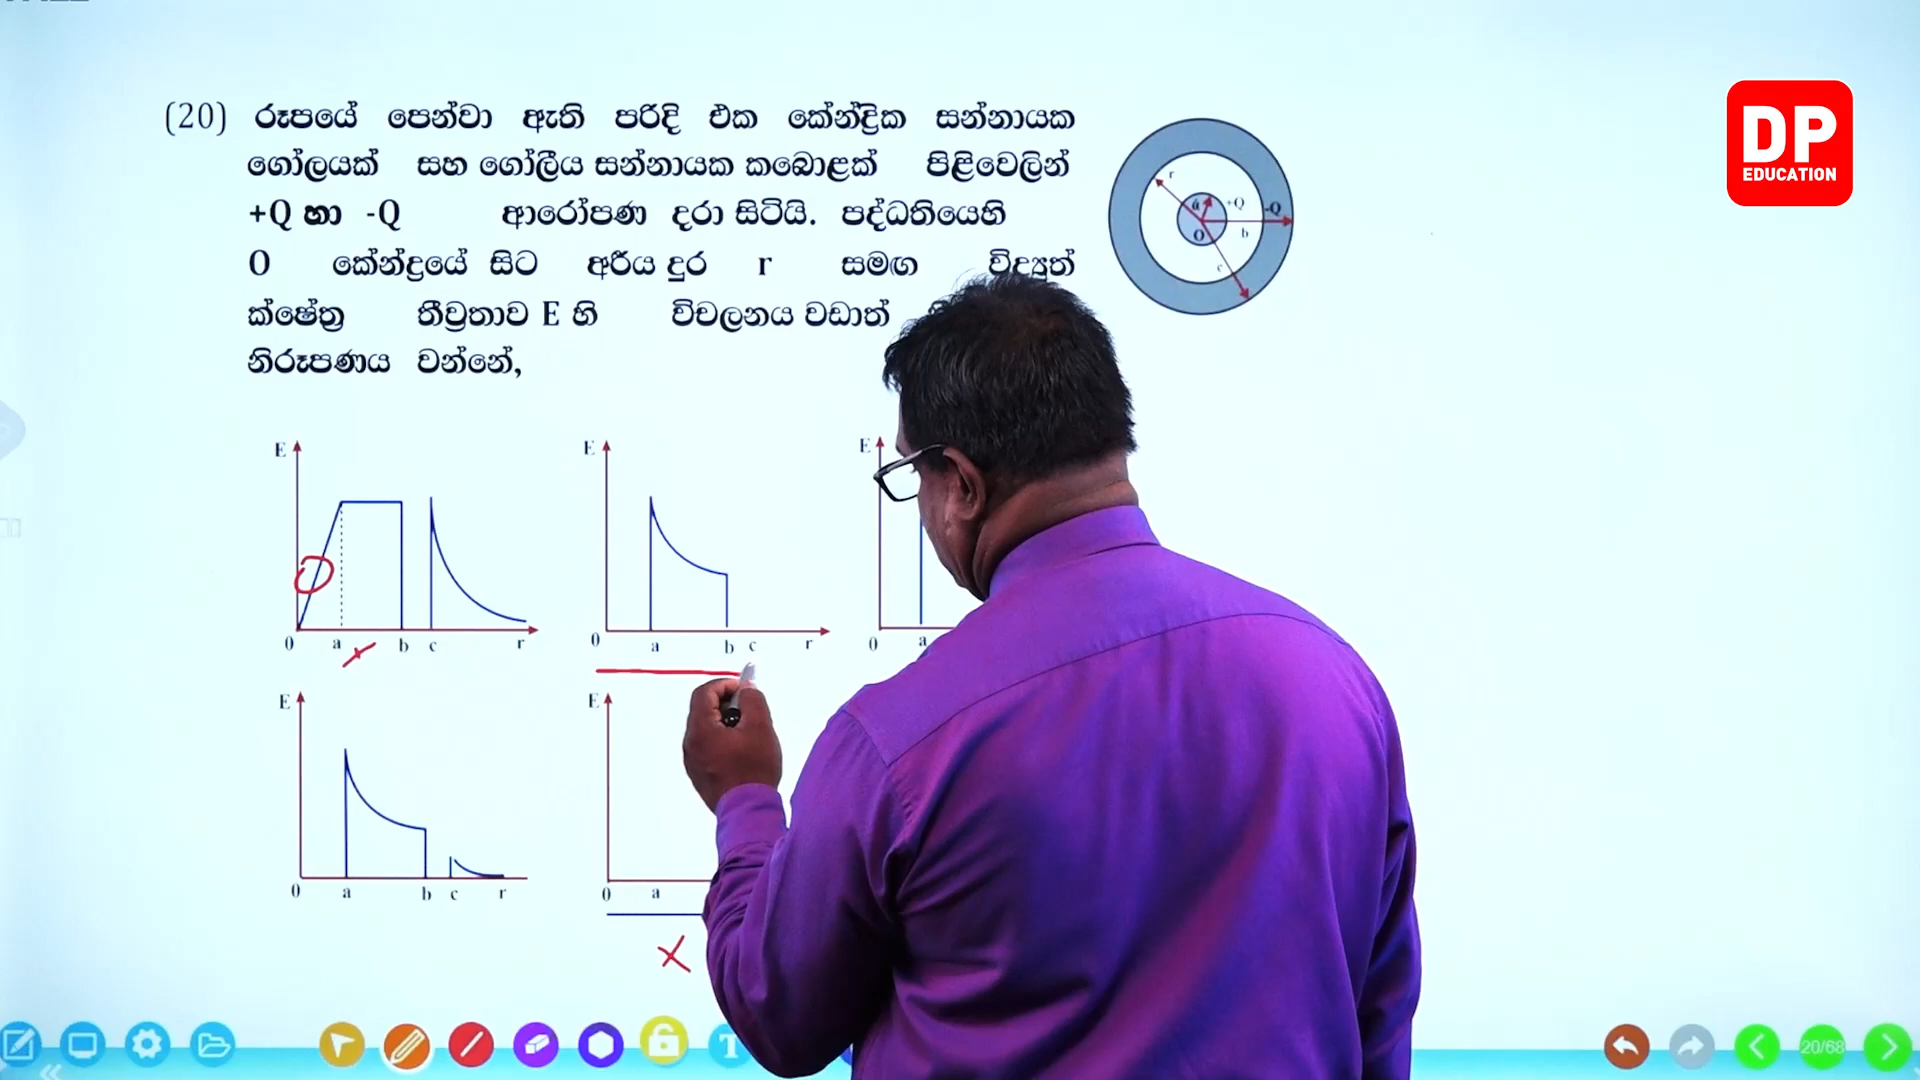 (20) රූපයේ පෙන්වා ඇති පරිදි එක කේන්ද්‍රික සන්නායක
ගෝලයක් සහ ගෝලීය සන්නායක කබොළක් පිළිවෙලින්
+Q හා -Q ආරෝපණ දරා සිටියි. පද්ධතියෙහි
O කේන්ද්‍රයේ සිට අරීය දුර r සමඟ විද්‍යුත්
ක්ෂේත්‍ර තීව්‍රතාව E හි විචලනය වඩාත්
නිරූපණය වන්නේ,
r
a +Q -Q
O b
c
DP
EDUCATION
E E E
0 a b c r 0 a b c r 0 a
E E
0 a b c r 0 a
T
20/68